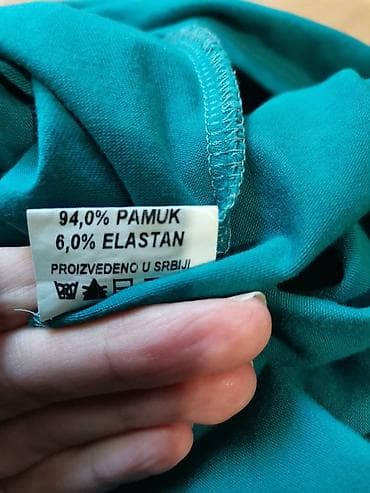 94,0% PAMUK
6,0% ELASTAN
PROIZVEDENO U SRBIJI